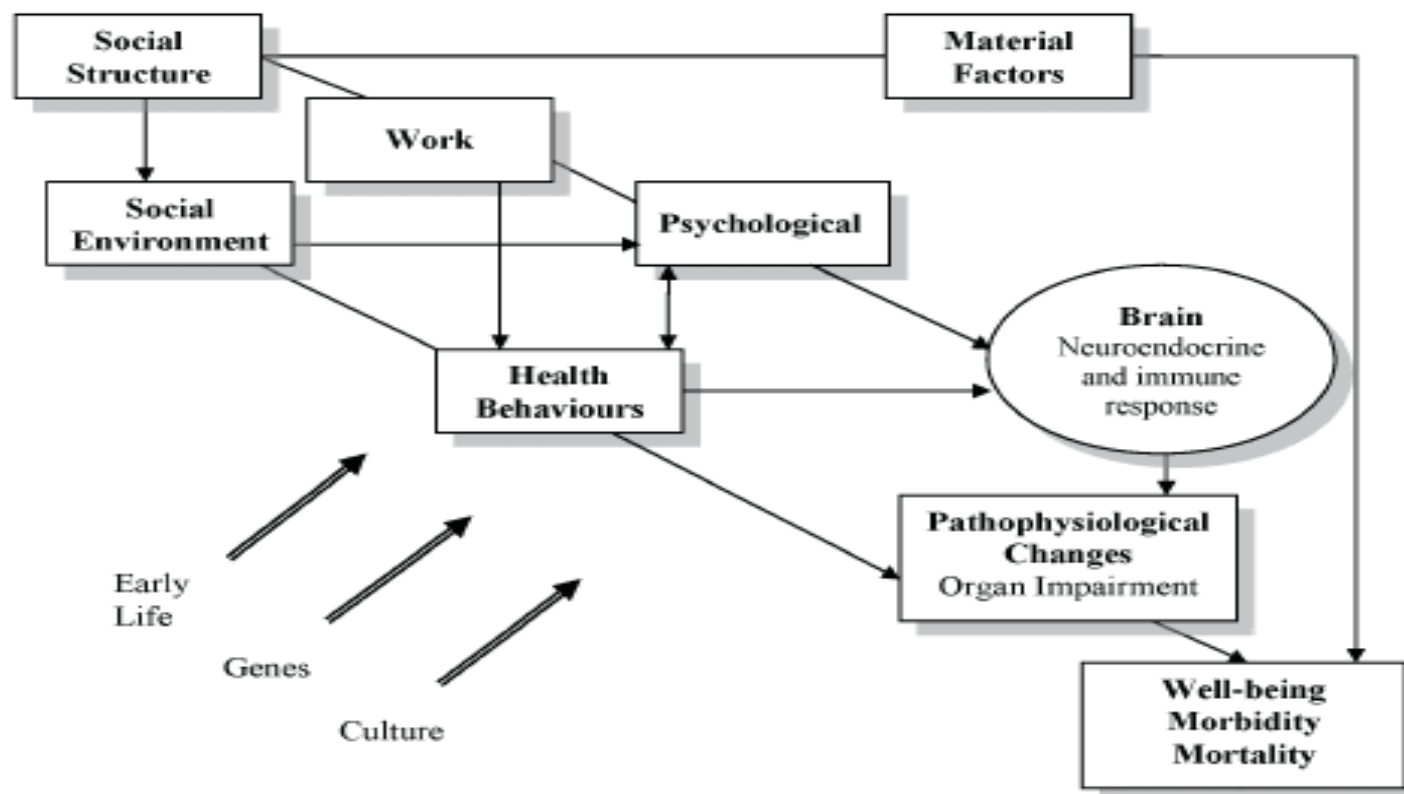 Social
Structure
Material
Factors
Work
Social
Environment
Psychological
Brain
Neuroendocrine
and immune
response
Health
Behaviours
Pathophysiological
Changes
Organ Impairment
Early
Life
Genes
Culture
Well-being
Morbidity
Mortality